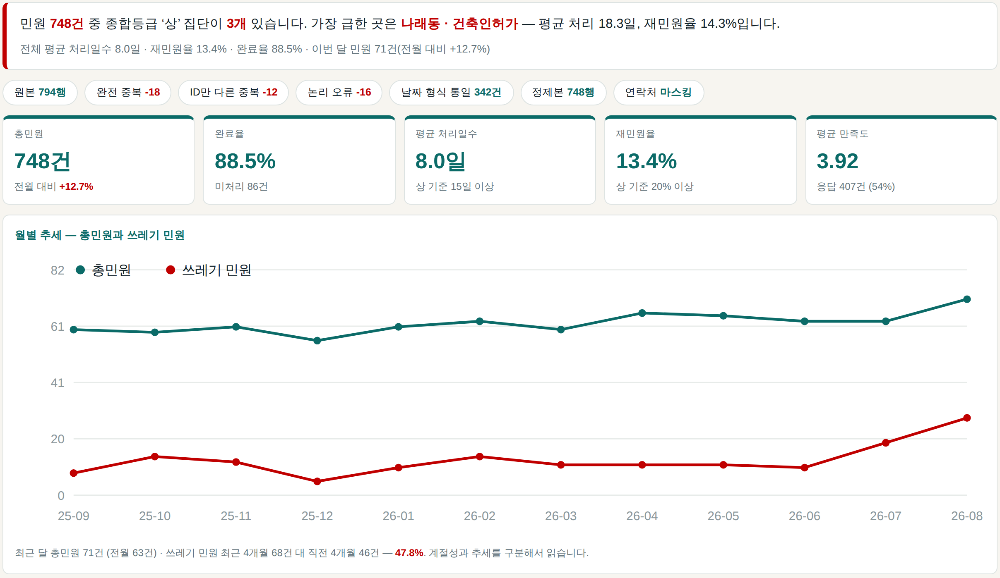 민원 748건 중 종합등급 ‘상’ 집단이 3개 있습니다. 가장 급한 곳은 나래동 · 건축인허가 — 평균 처리 18.3일, 재민원율 14.3%입니다.
전체 평균 처리일수 8.0일 · 재민원율 13.4% · 완료율 88.5% · 이번 달 민원 71건(전월 대비 +12.7%)
원본 794행
완전 중복 -18
ID만 다른 중복 -12
논리 오류 -16
날짜 형식 통일 342건
정제본 748행
연락처 마스킹
총민원
748건
전월 대비 +12.7%
완료율
88.5%
미처리 86건
평균 처리일수
8.0일
상 기준 15일 이상
재민원율
13.4%
상 기준 20% 이상
평균 만족도
3.92
응답 407건 (54%)
월별 추세 — 총민원과 쓰레기 민원
총민원
쓰레기 민원
82
61
41
20
0
25-09
25-10
25-11
25-12
26-01
26-02
26-03
26-04
26-05
26-06
26-07
26-08
최근 달 총민원 71건 (전월 63건) · 쓰레기 민원 최근 4개월 68건 대 직전 4개월 46건 — 47.8%. 계절성과 추세를 구분해서 읽습니다.